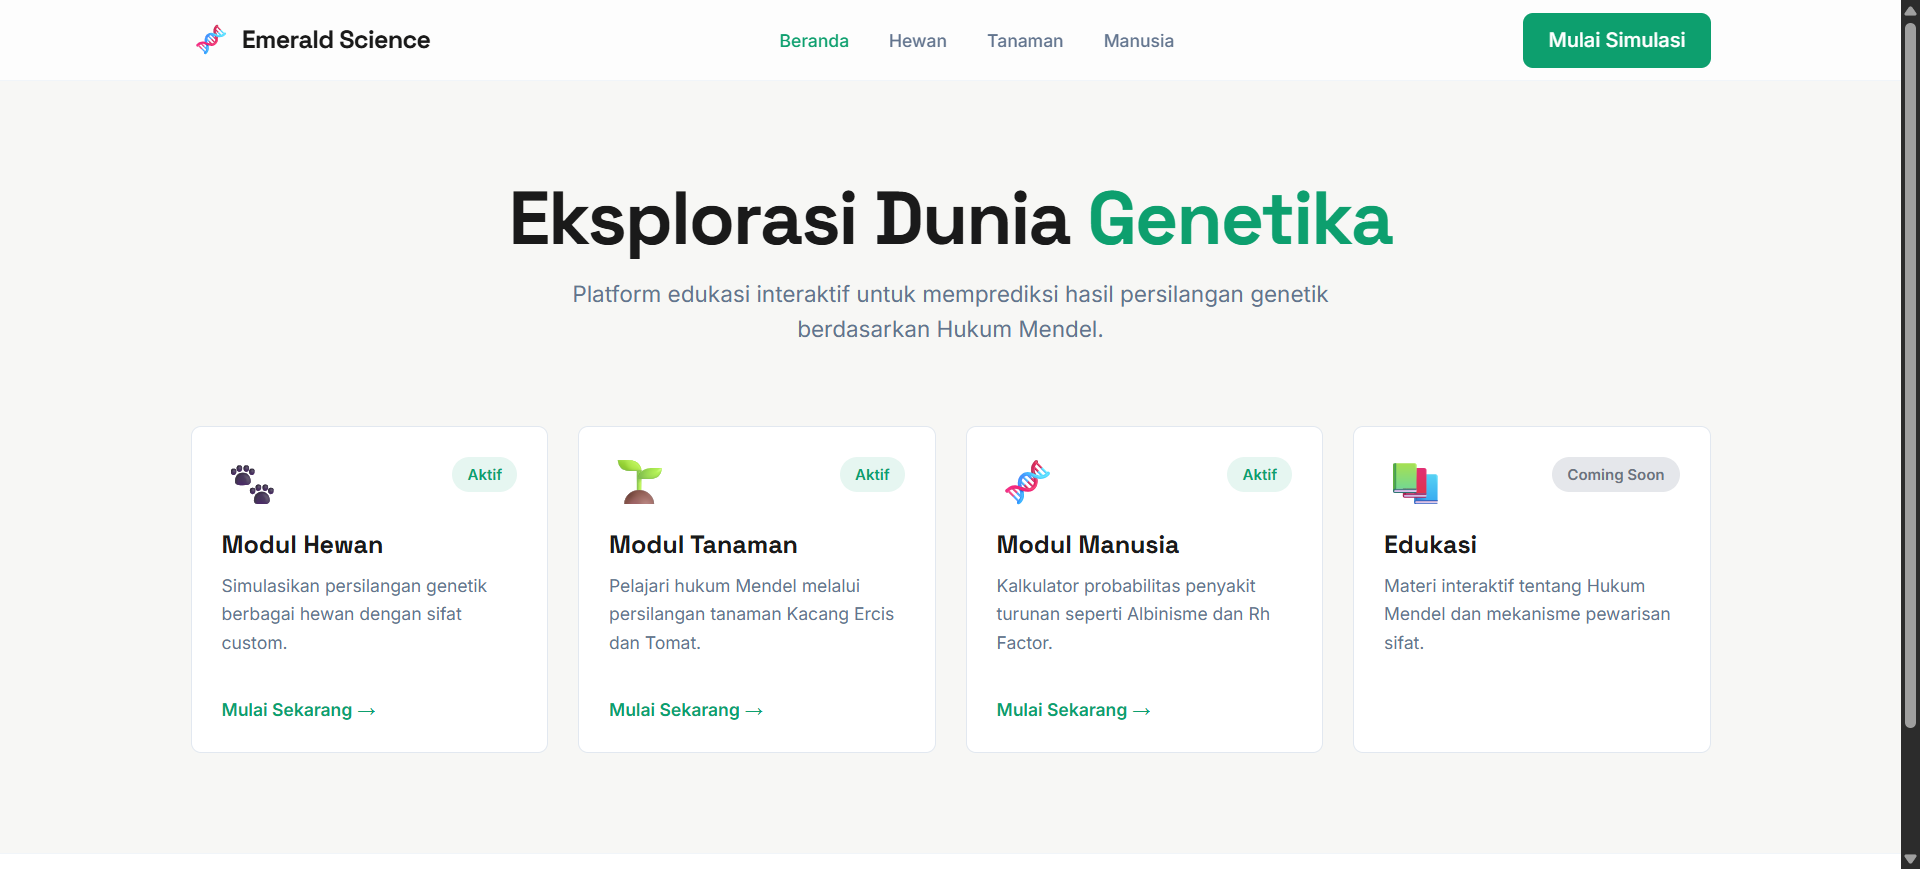 Emerald Science
Beranda
Hewan
Tanaman
Manusia
Mulai Simulasi
Eksplorasi Dunia Genetika
Platform edukasi interaktif untuk memprediksi hasil persilangan genetik
berdasarkan Hukum Mendel.
Aktif
Modul Hewan
Simulasikan persilangan genetik
berbagai hewan dengan sifat
custom.
Mulai Sekarang →
Aktif
Modul Tanaman
Pelajari hukum Mendel melalui
persilangan tanaman Kacang Ercis
dan Tomat.
Mulai Sekarang →
Aktif
Modul Manusia
Kalkulator probabilitas penyakit
turunan seperti Albinisme dan Rh
Factor.
Mulai Sekarang →
Coming Soon
Edukasi
Materi interaktif tentang Hukum
Mendel dan mekanisme pewarisan
sifat.